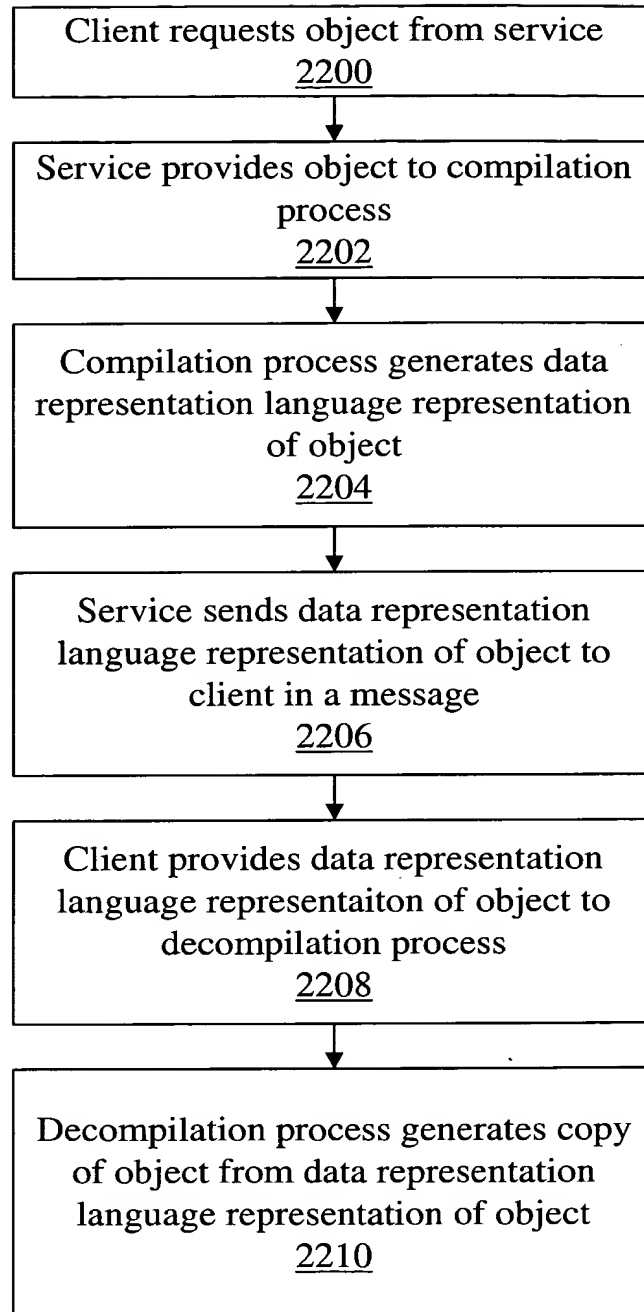 Client requests object from service
2200
Service provides object to compilation
process
2202
Compilation process generates data
representation language representation
of object
2204
Service sends data representation
language representation of object to
client in a message
2206
Client provides data representation
language representaiton of object to
decompilation process
2208
Decompilation process generates copy
of object from data representation
language representation of object
2210